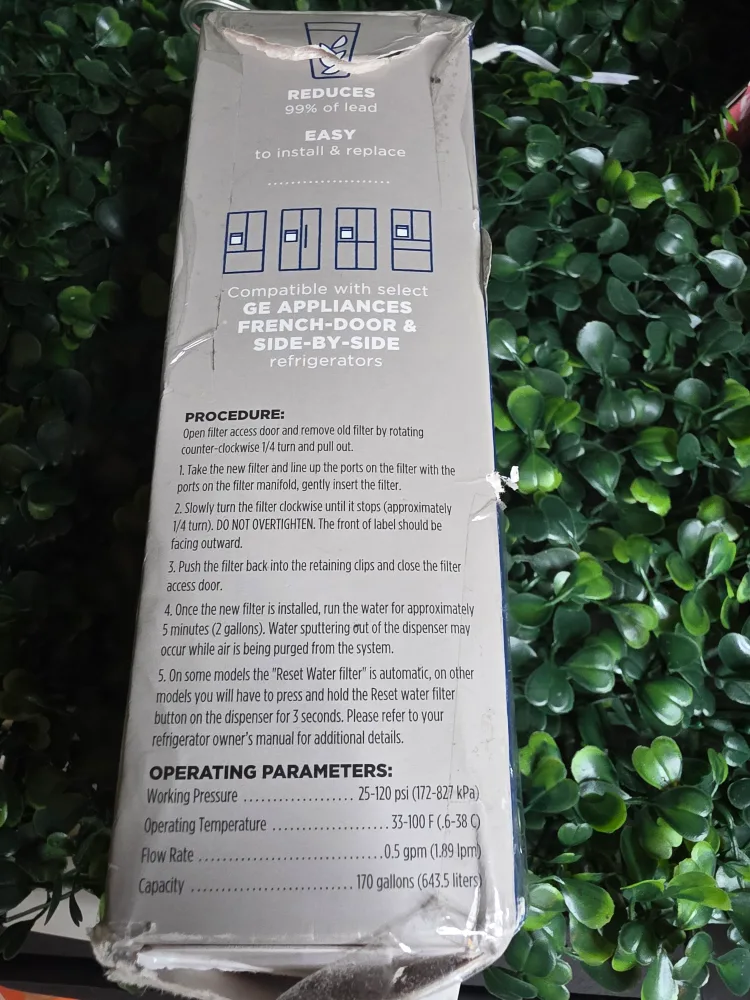 REDUCES
99% of lead
EASY
to install & replace
Compatible with select
GE APPLIANCES
FRENCH-DOOR &
SIDE-BY-SIDE
refrigerators
PROCEDURE:
Open filter access door and remove old filter by rotating
counter-clockwise 1/4 turn and pull out.
1. Take the new filter and line up the ports on the filter with the
ports on the filter manifold, gently insert the filter.
2. Slowly turn the filter clockwise until it stops (approximately
1/4 turn). DO NOT OVERTIGHTEN. The front of label should be
facing outward.
3. Push the filter back into the retaining clips and close the filter
access door.
4. Once the new filter is installed, run the water for approximately
5 minutes (2 gallons). Water sputtering out of the dispenser may
occur while air is being purged from the system.
5. On some models the "Reset Water filter" is automatic, on other
models you will have to press and hold the Reset water filter
button on the dispenser for 3 seconds. Please refer to your
refrigerator owner's manual for additional details.
OPERATING PARAMETERS:
Working Pressure .................... 25-120 psi (172-827 kPa)
Operating Temperature ..................... 33-100 F (.6-38 C)
Flow Rate ................................. 0.5 gpm (1.89 lpm)
Capacity ............................. 170 gallons (643.5 liters)